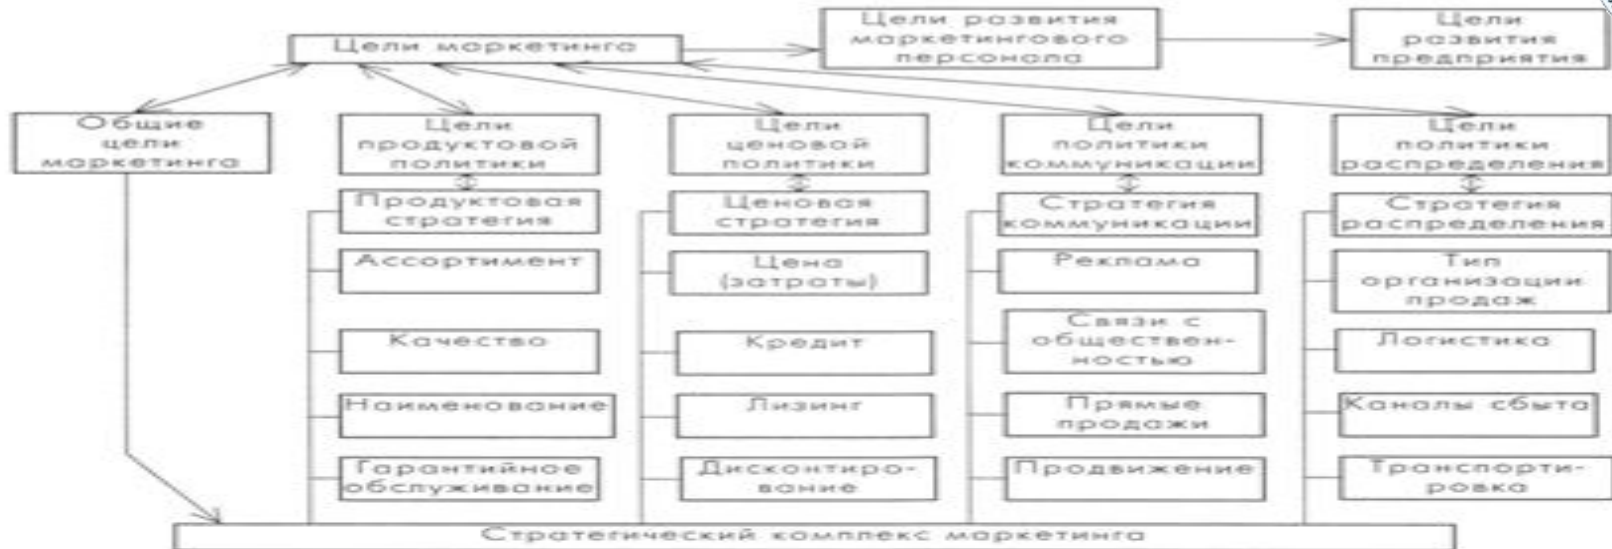 Цели маркетинга
Цели развития
маркетингового
персонала
Цели
развития
предприятия
Общие
цели
маркетинга
Цели
продуктовой
политики
Цели
ценовой
политики
Цели
политики
коммуникации
Цели
политики
распределения
Продуктовая
стратегия
Ценовая
стратегия
Стратегия
коммуникации
Стратегия
распределения
Ассортимент
Цена
(затраты)
Реклама
Тип
организации
продаж
Качество
Кредит
Связи с
обществен-
ностью
Логистика
Наименование
Лизинг
Прямые
продажи
Каналы сбыта
Гарантийное
обслуживание
Дисконтиро-
вание
Продвижение
Транспорти-
ровка
Стратегический комплекс маркетинга